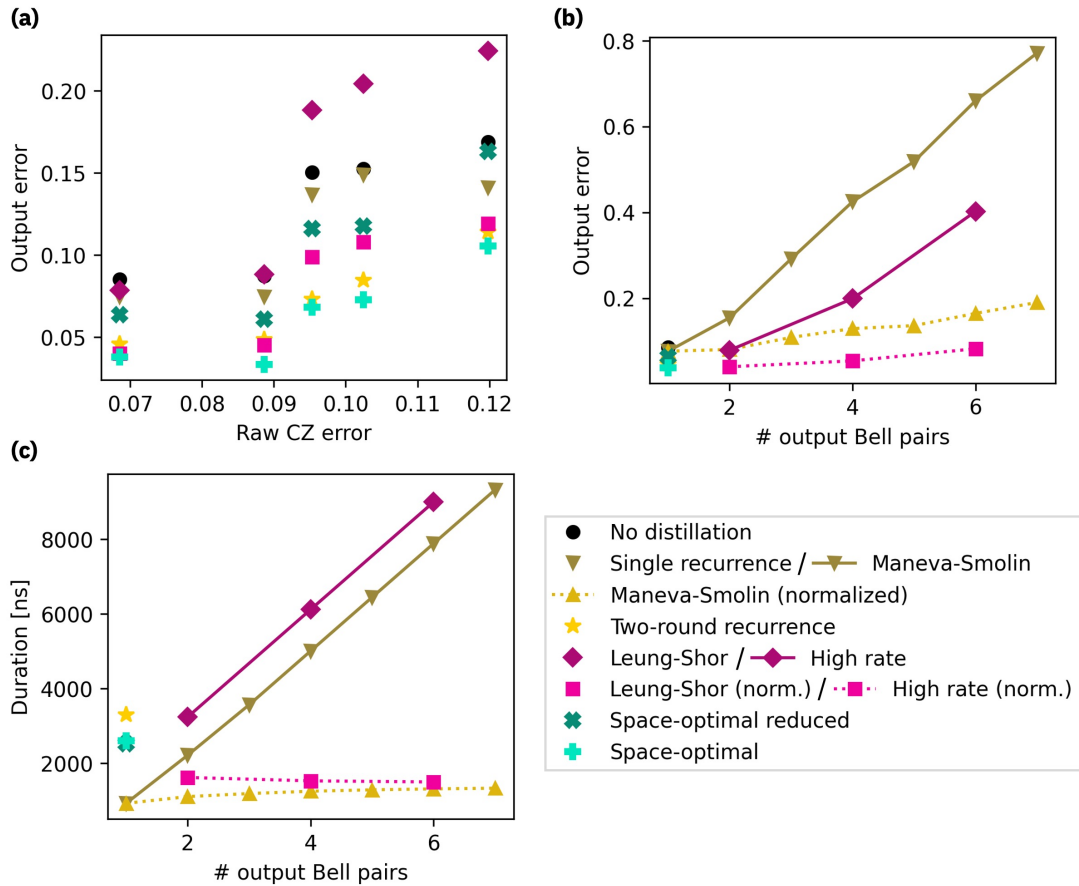 (a)
0.20
0.15
0.10
0.05
Output error
0.07 0.08 0.09 0.10 0.11 0.12
Raw CZ error
(b)
0.8
0.6
0.4
0.2
Output error
2 4 6
# output Bell pairs
(c)
8000
6000
4000
2000
Duration [ns]
2 4 6
# output Bell pairs
No distillation
Single recurrence / Maneva-Smolin
Maneva-Smolin (normalized)
Two-round recurrence
Leung-Shor / High rate
Leung-Shor (norm.) / High rate (norm.)
Space-optimal reduced
Space-optimal